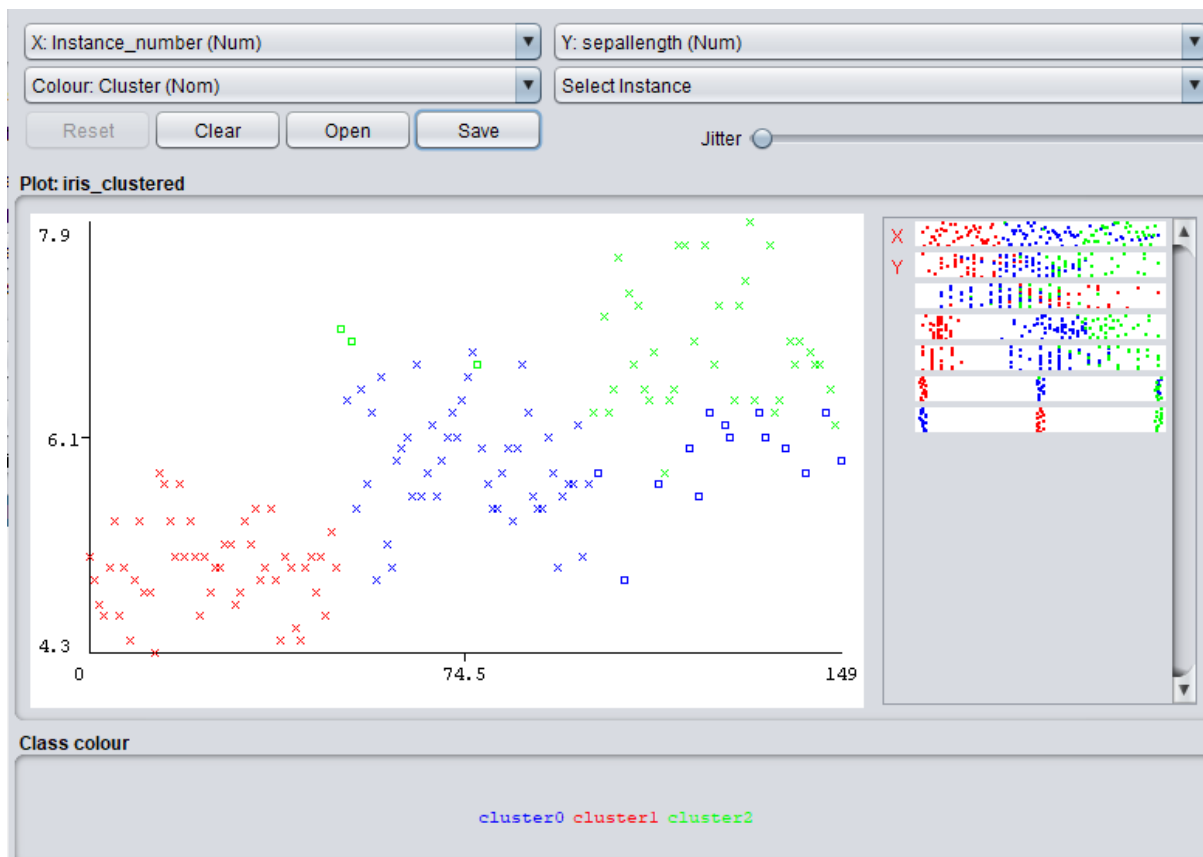 X: Instance_number (Num) Y: sepallength (Num)
Colour: Cluster (Nom) Select Instance
Reset Clear Open Save Jitter
Plot: iris_clustered
7.9
6.1
4.3
0 74.5 149
X
Y
Class colour
cluster0 cluster1 cluster2